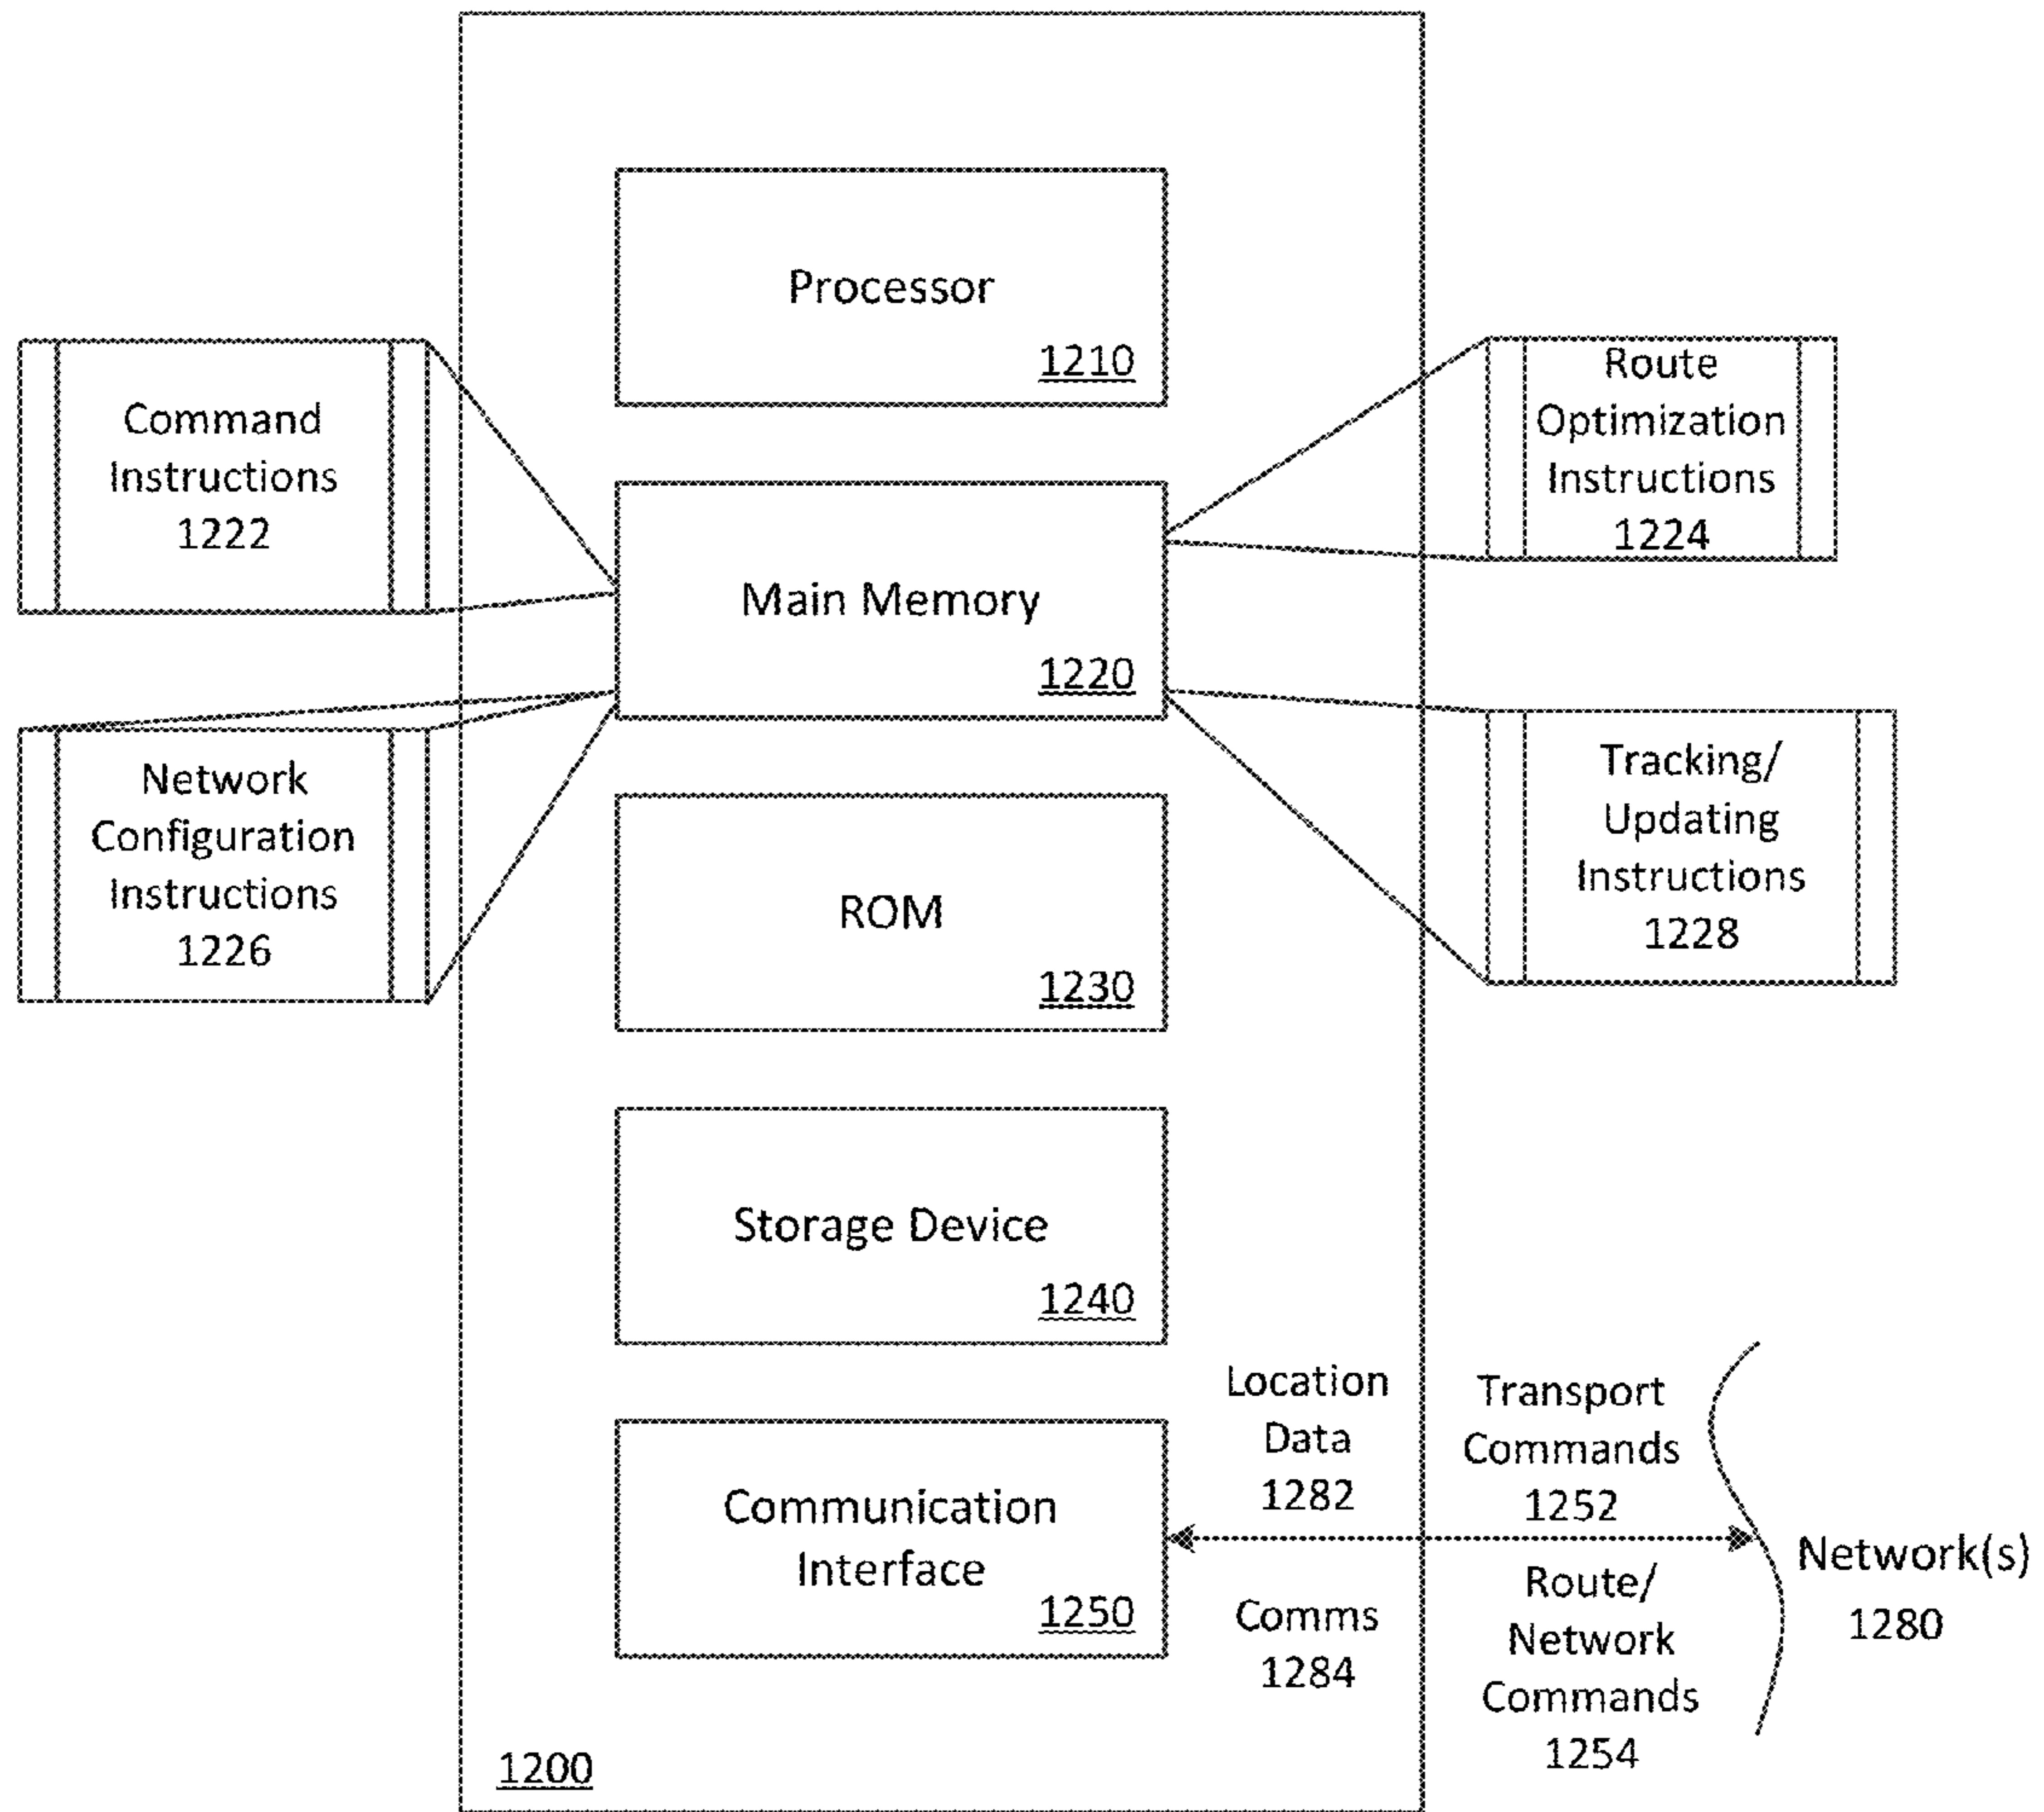 Processor
1210
Command
Instructions
1222
Route
Optimization
Instructions
1224
Main Memory
1220
Network
Configuration
Instructions
1226
Tracking/
Updating
Instructions
1228
ROM
1230
Storage Device
1240
Communication
Interface
1250
Location
Data
1282
Comms
1284
Transport
Commands
1252
Route/
Network
Commands
1254
Network(s)
1280
1200